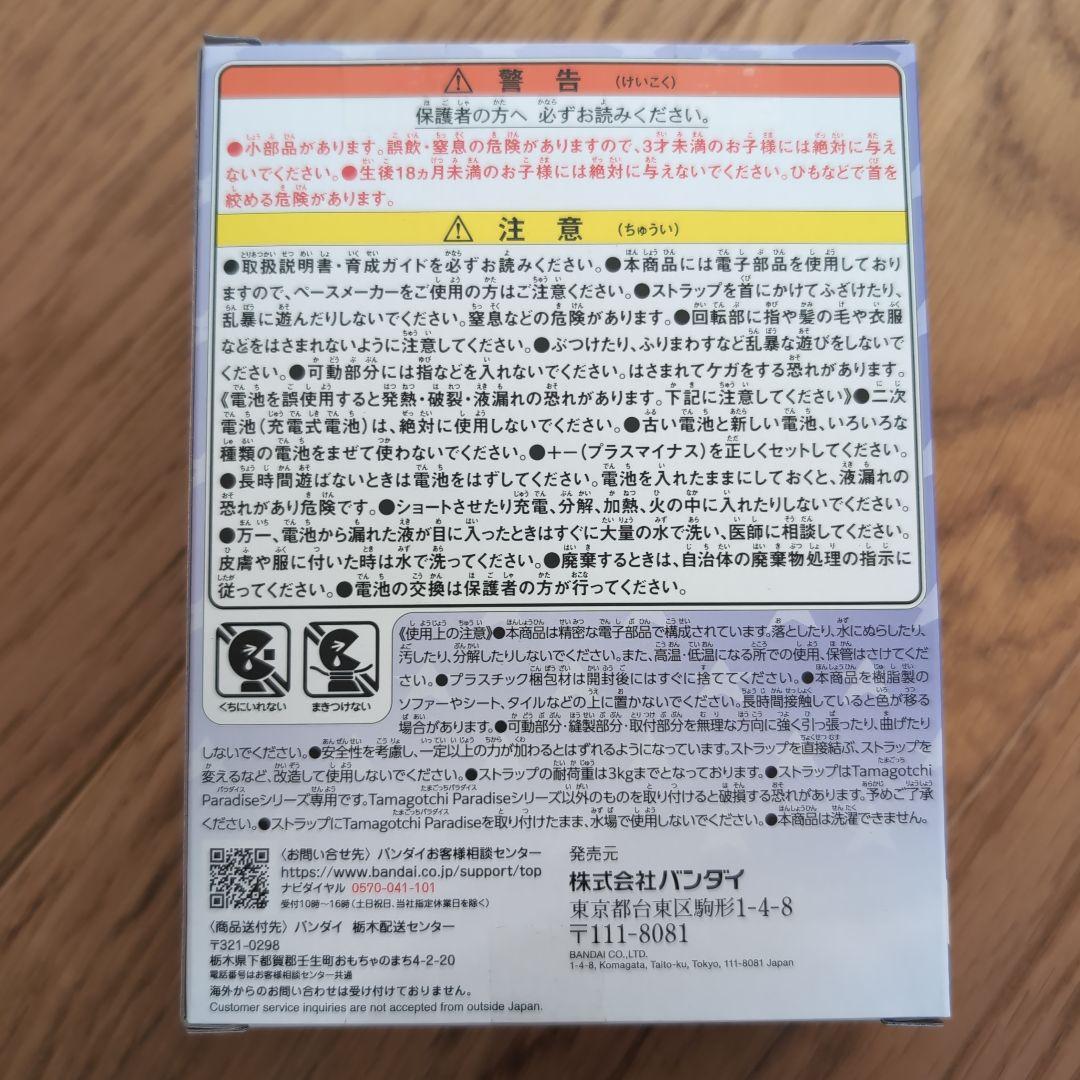 ⚠ 警告 (けいこく)
保護者の方へ 必ずお読みください。
●小部品があります。誤飲・窒息の危険がありますので、3才未満のお子様には絶対に与え
ないでください。●生後18ヵ月未満のお子様には絶対に与えないでください。ひもなどで首を
絞める危険があります。
⚠ 注意 (ちゅうい)
●取扱説明書・育成ガイドを必ずお読みください。●本商品には電子部品を使用しており
ますので、ペースメーカーをご使用の方はご注意ください。●ストラップを首にかけてふざけたり、
乱暴に遊んだりしないでください。窒息などの危険があります。●回転部に指や髪の毛や衣服
などをはさまれないように注意してください。●ぶつけたり、ふりまわすなど乱暴な遊びをしないで
ください。●可動部分には指などを入れないでください。はさまれてケガをする恐れがあります。
《電池を誤使用すると発熱・破裂・液漏れの恐れがあります。下記に注意してください》●二次
電池(充電式電池)は、絶対に使用しないでください。●古い電池と新しい電池、いろいろな
種類の電池をまぜて使わないでください。●+−(プラスマイナス)を正しくセットしてください。
●長時間遊ばないときは電池をはずしてください。電池を入れたままにしておくと、液漏れの
恐れがあり危険です。●ショートさせたり充電、分解、加熱、火の中に入れたりしないでください。
●万一、電池から漏れた液が目に入ったときはすぐに大量の水で洗い、医師に相談してください。
皮膚や服に付いた時は水で洗ってください。●廃棄するときは、自治体の廃棄物処理の指示に
従ってください。●電池の交換は保護者の方が行ってください。
くちにいれない
まきつけない
《使用上の注意》●本商品は精密な電子部品で構成されています。落としたり、水にぬらしたり、
汚したり、分解したりしないでください。また、高温・低温になる所での使用、保管はさけてくだ
さい。●プラスチック梱包材は開封後にはすぐに捨ててください。●本商品を樹脂製の
ソファーやシート、タイルなどの上に置かないでください。長時間接触していると色が移る
場合があります。●可動部分・縫製部分・取付部分を無理な方向に強く引っ張ったり、曲げたり
しないでください。●安全性を考慮し、一定以上の力が加わるとはずれるようになっています。ストラップを直接結ぶ、ストラップを
変えるなど、改造して使用しないでください。●ストラップの耐荷重は3kgまでとなっております。●ストラップはTamagotchi
Paradiseシリーズ専用です。Tamagotchi Paradiseシリーズ以外のものを取り付けると破損する恐れがあります。予めご了承
ください。●ストラップにTamagotchi Paradiseを取り付けたまま、水場で使用しないでください。●本商品は洗濯できません。
〈お問い合せ先〉バンダイお客様相談センター
https://www.bandai.co.jp/support/top
ナビダイヤル 0570-041-101
受付10時〜16時(土日祝日、当社指定休業日を除く)
〈商品送付先〉バンダイ 栃木配送センター
〒321-0298
栃木県下都賀郡壬生町おもちゃのまち4-2-20
電話番号はお客様相談センター共通
海外からのお問い合わせは受け付けておりません。
Customer service inquiries are not accepted from outside Japan.
発売元
株式会社バンダイ
東京都台東区駒形1-4-8
〒111-8081
BANDAI CO.,LTD.
1-4-8, Komagata, Taito-ku, Tokyo, 111-8081 Japan